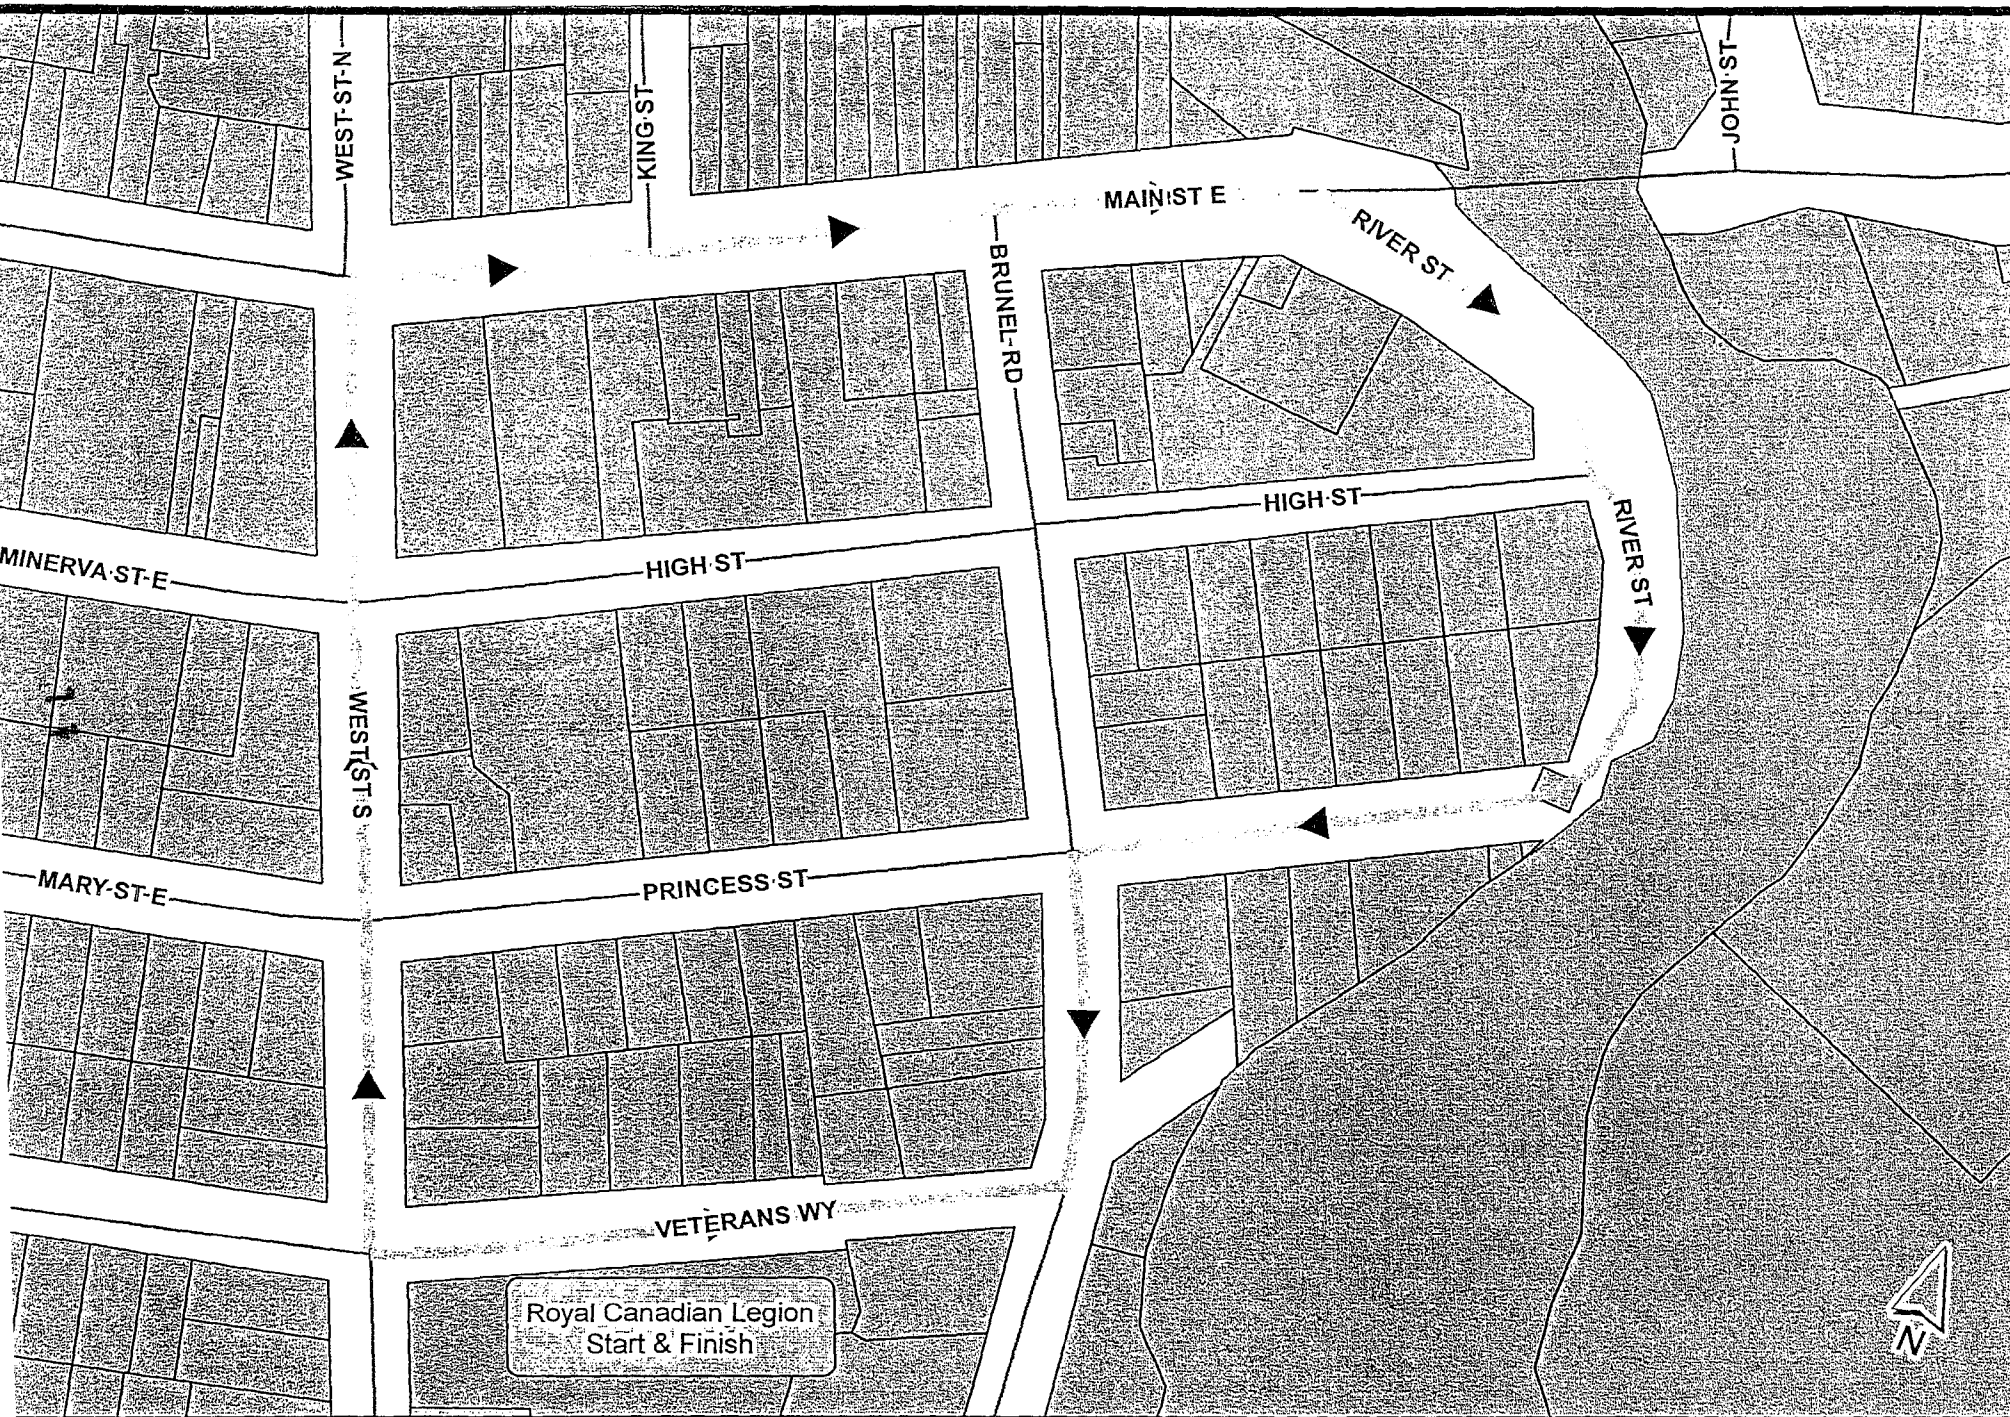 WEST ST N
KING ST
JOHN ST
MAIN ST E
RIVER ST
BRUNEL RD
HIGH ST
RIVER ST
MINERVA ST E
HIGH ST
WEST ST S
MARY ST E
PRINCESS ST
VETERANS WY
Royal Canadian Legion
Start & Finish
N